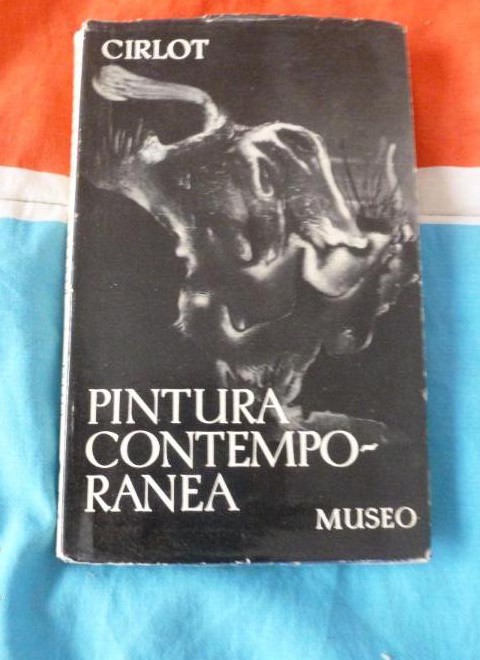 CIRLOT
PINTURA
CONTEMPO-
RANEA
MUSEO